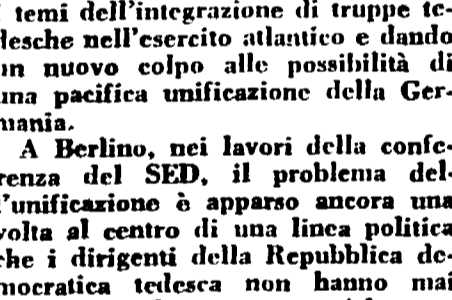 i temi dell'integrazione di truppe te-
desche nell'esercito atlantico e dando
un nuovo colpo alle possibilità di
una pacifica unificazione della Ger-
mania.
A Berlino, nei lavori della confe-
renza del SED, il problema del-
l'unificazione è apparso ancora una
volta al centro di una linea politica
che i dirigenti della Repubblica de-
mocratica tedesca non hanno mai